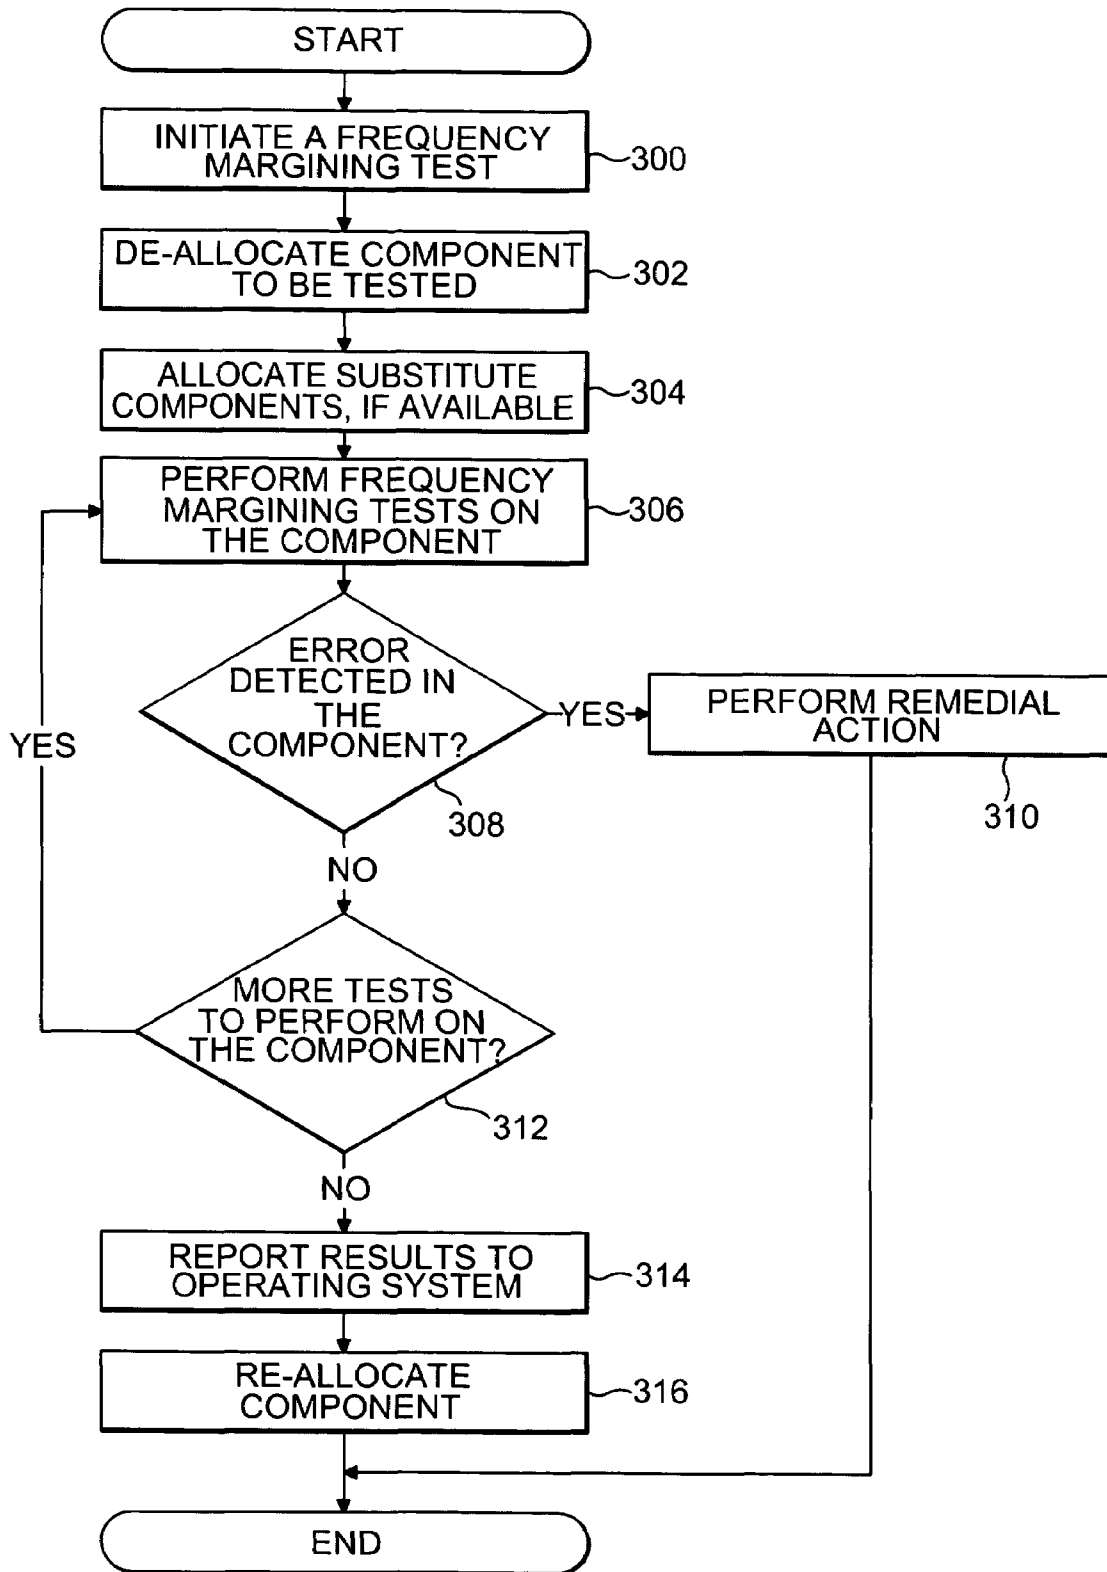 START
INITIATE A FREQUENCY
MARGINING TEST
300
DE-ALLOCATE COMPONENT
TO BE TESTED
302
ALLOCATE SUBSTITUTE
COMPONENTS, IF AVAILABLE
304
PERFORM FREQUENCY
MARGINING TESTS ON
THE COMPONENT
306
ERROR
DETECTED IN
THE
COMPONENT?
308
YES
PERFORM REMEDIAL
ACTION
310
YES
NO
MORE TESTS
TO PERFORM ON
THE COMPONENT?
312
NO
REPORT RESULTS TO
OPERATING SYSTEM
314
RE-ALLOCATE
COMPONENT
316
END